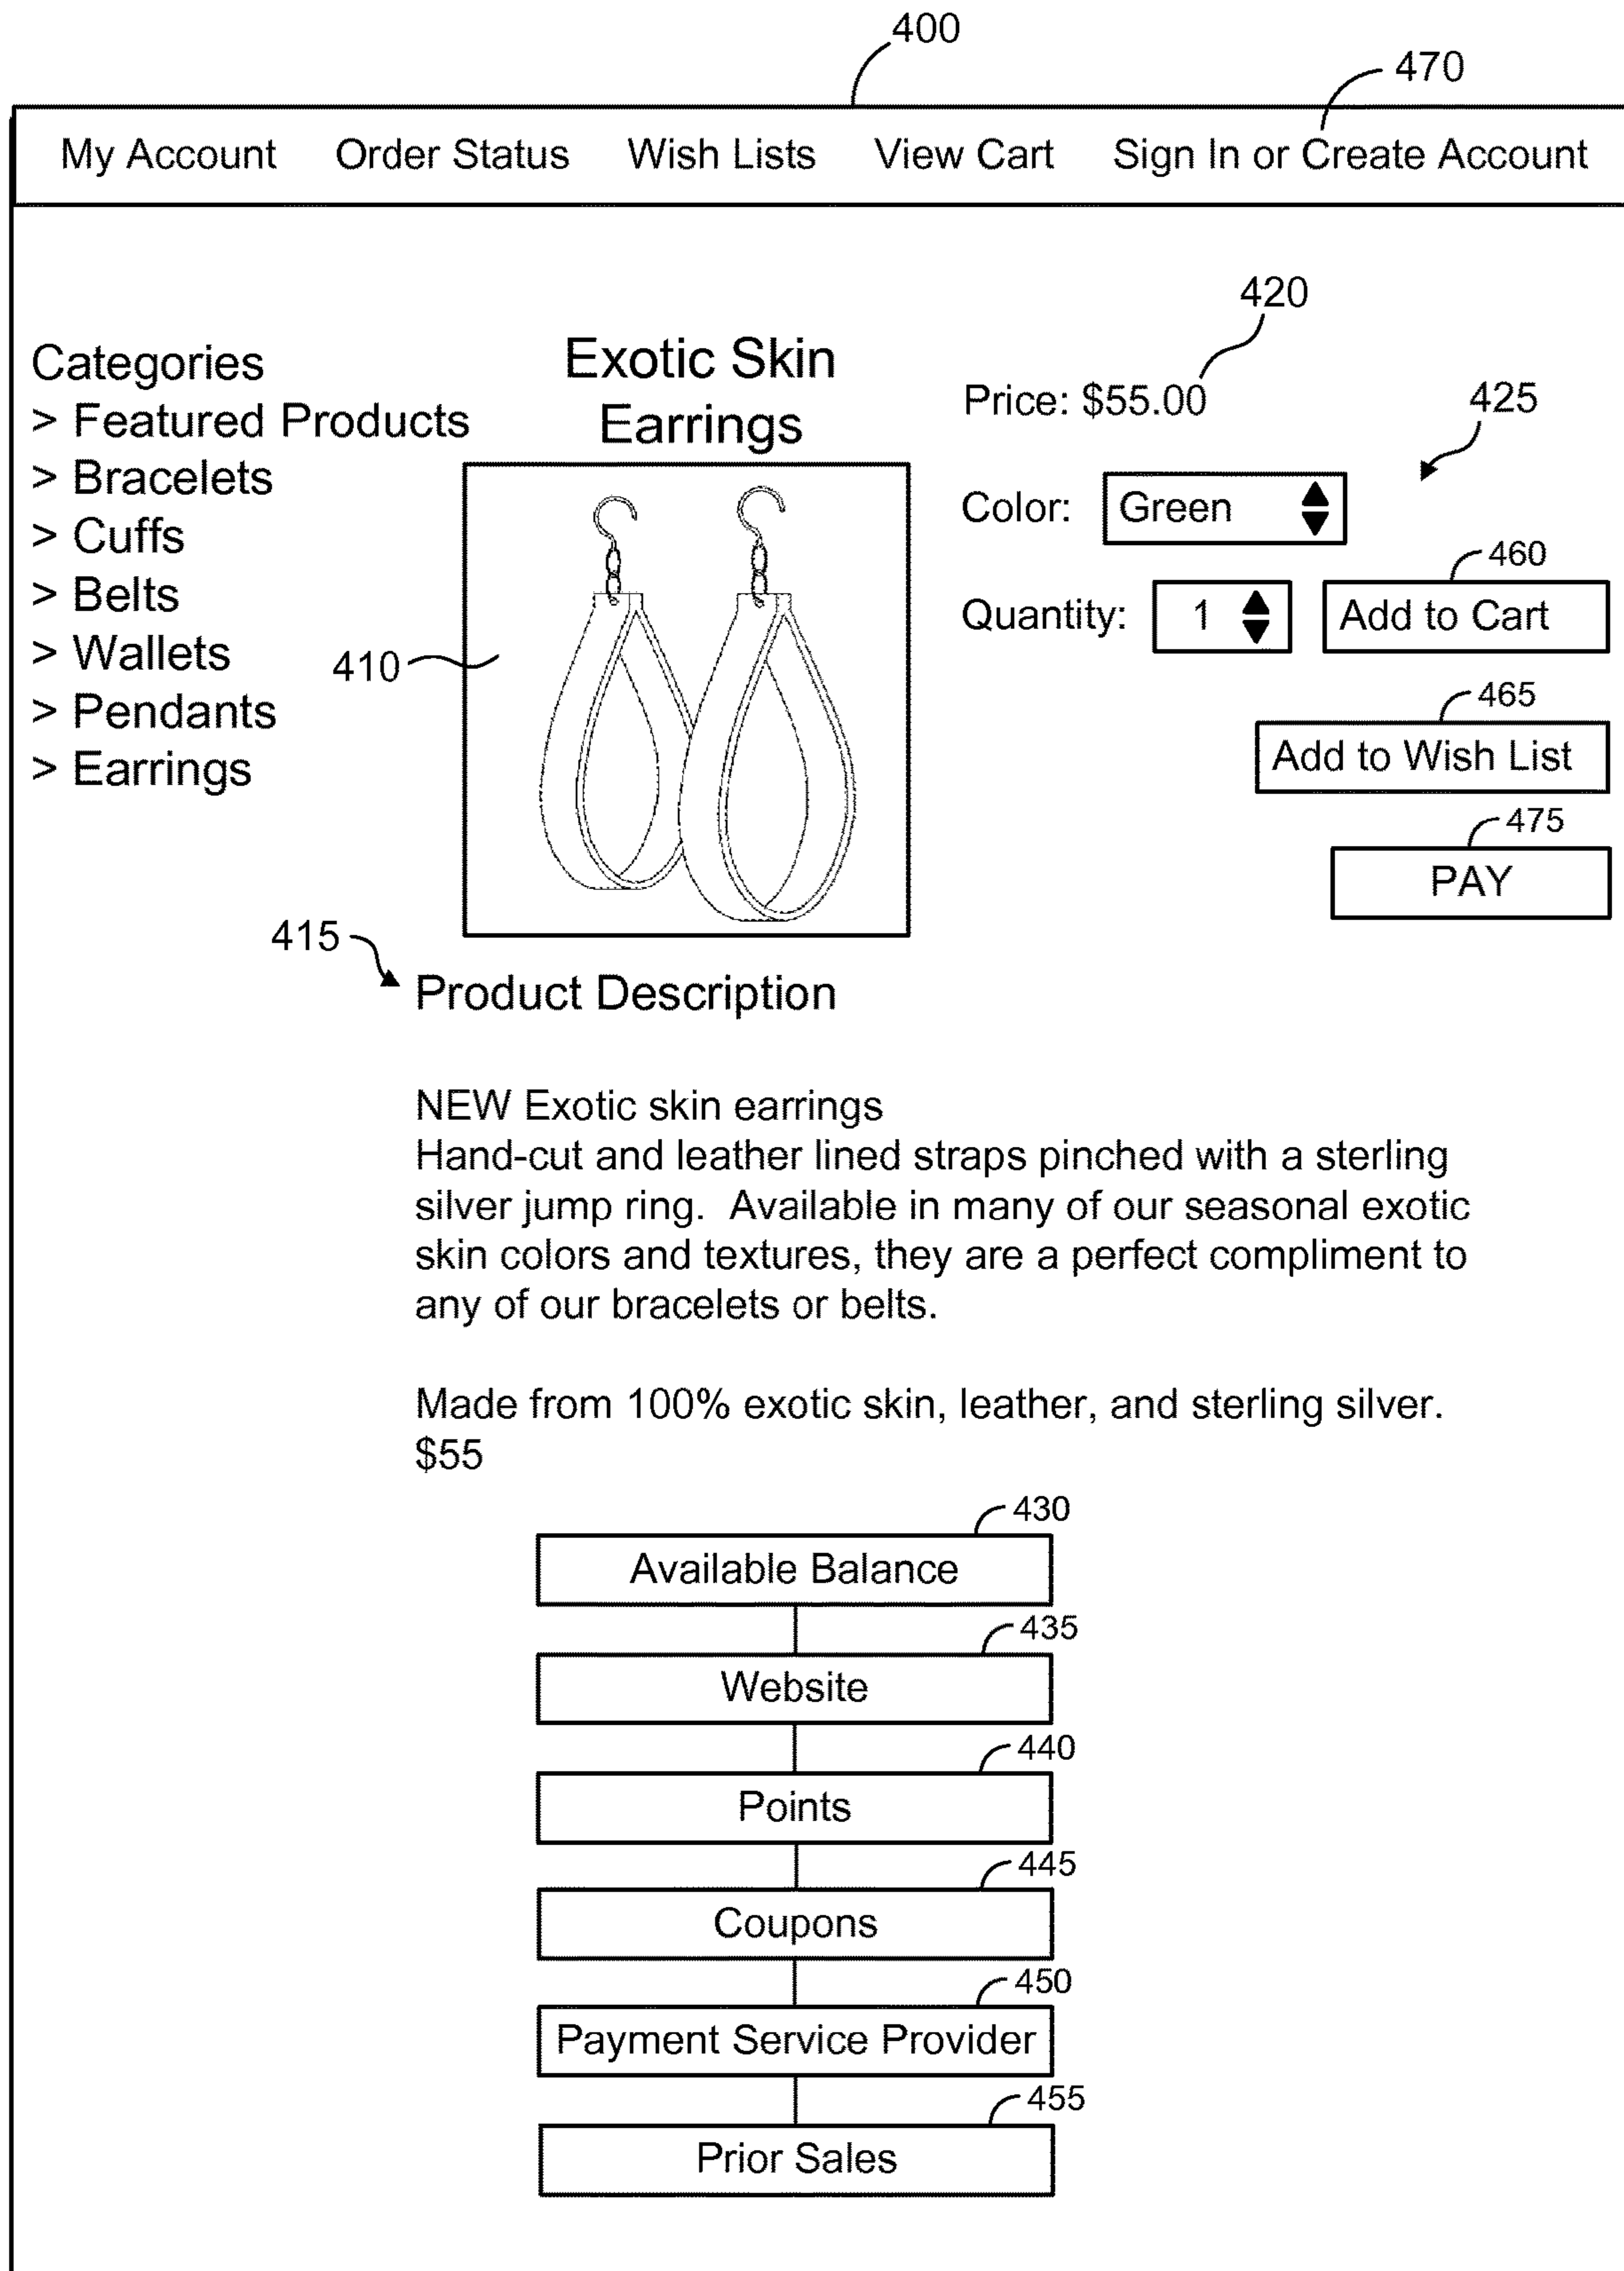 400
470
My Account Order Status Wish Lists View Cart Sign In or Create Account
Categories
> Featured Products
> Bracelets
> Cuffs
> Belts
> Wallets
> Pendants
> Earrings
Exotic Skin
Earrings
410
420
Price: $55.00
425
Color: Green
460
Quantity: 1 Add to Cart
465
Add to Wish List
475
PAY
415
Product Description
NEW Exotic skin earrings
Hand-cut and leather lined straps pinched with a sterling
silver jump ring. Available in many of our seasonal exotic
skin colors and textures, they are a perfect compliment to
any of our bracelets or belts.
Made from 100% exotic skin, leather, and sterling silver.
$55
430
Available Balance
435
Website
440
Points
445
Coupons
450
Payment Service Provider
455
Prior Sales